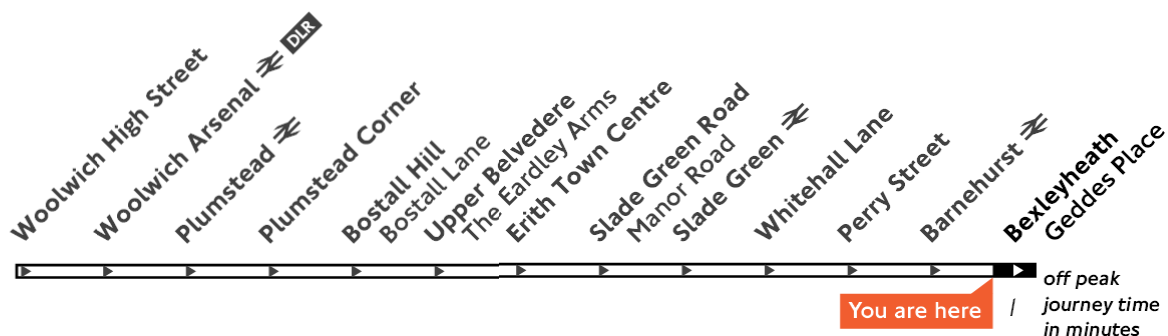 Woolwich High Street
Woolwich Arsenal DLR
Plumstead
Plumstead Corner
Bostall Hill
Bostall Lane
Upper Belvedere
The Eardley Arms
Erith Town Centre
Slade Green Road
Manor Road
Slade Green
Whitehall Lane
Perry Street
Barnehurst
Bexleyheath
Geddes Place
You are here
off peak
journey time
in minutes